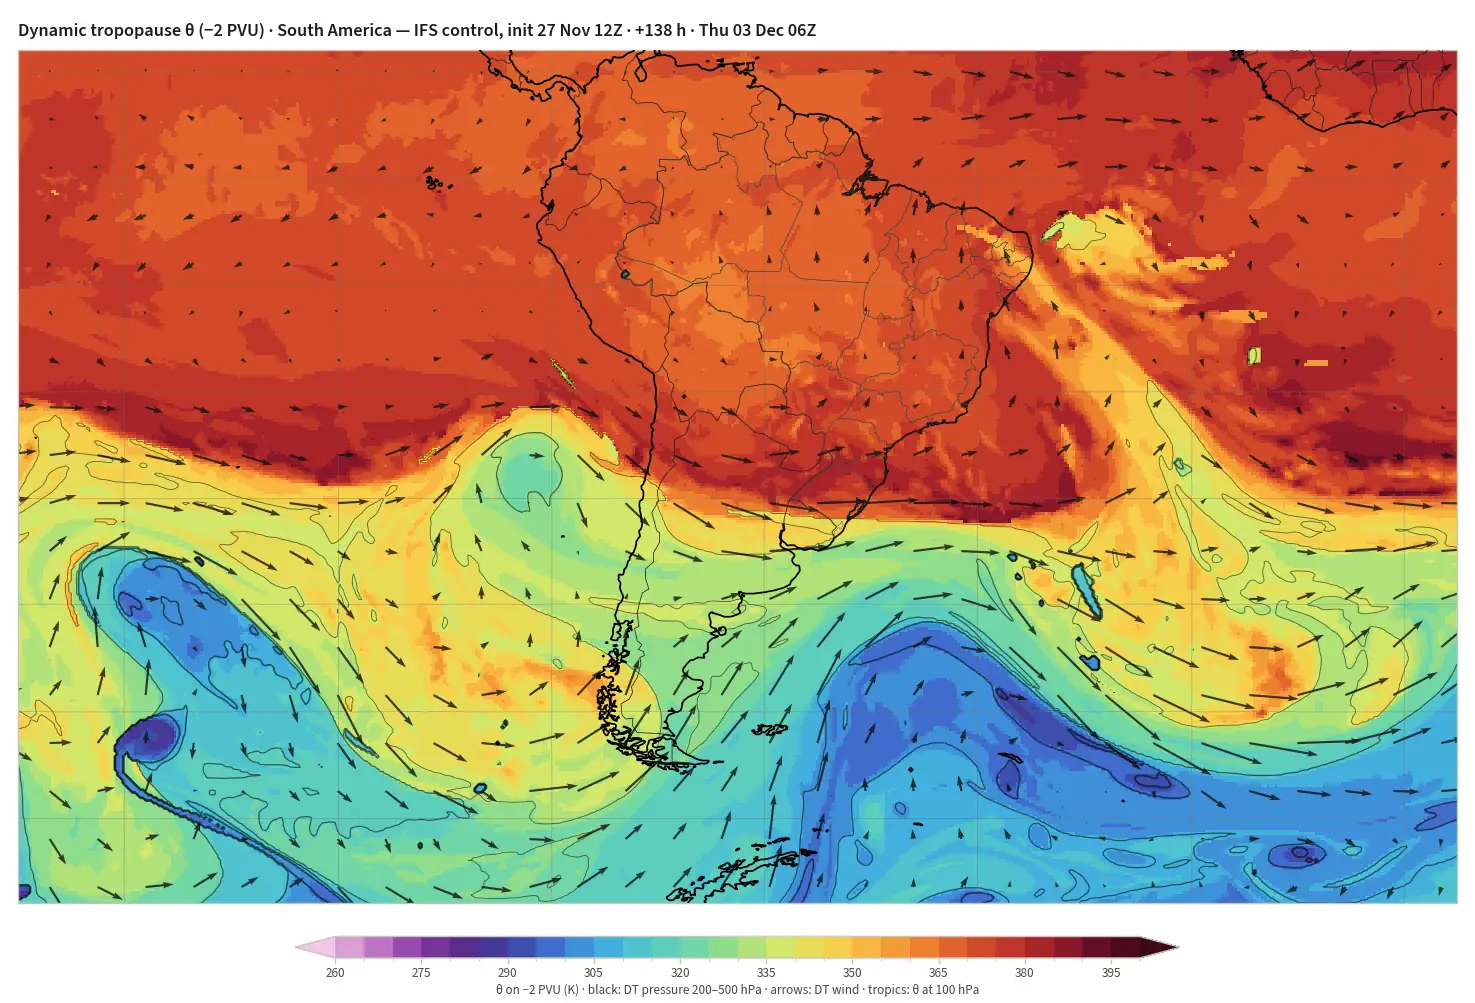 Dynamic tropopause θ (−2 PVU) · South America — IFS control, init 27 Nov 12Z · +138 h · Thu 03 Dec 06Z
260 275 290 305 320 335 350 365 380 395
θ on −2 PVU (K) · black: DT pressure 200–500 hPa · arrows: DT wind · tropics: θ at 100 hPa